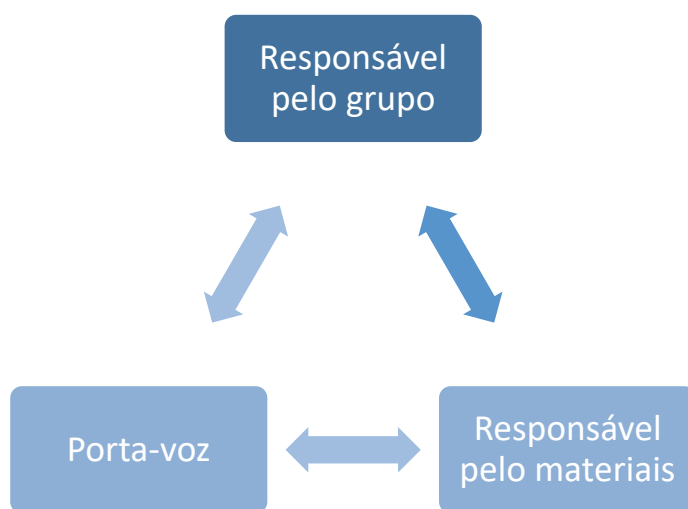 Responsável
pelo grupo
Porta-voz
Responsável
pelo materiais